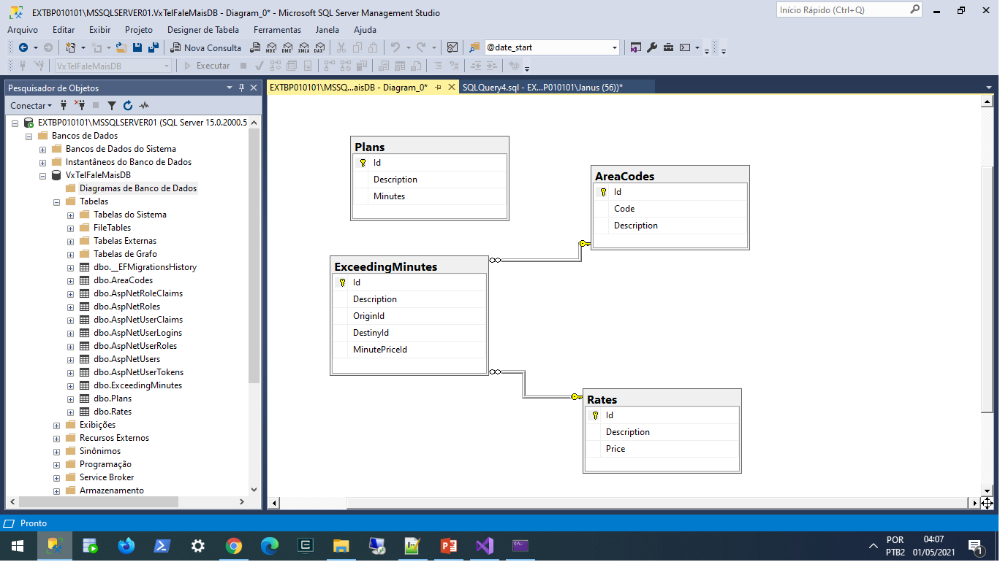 EXTBP010101\MSSQLSERVER01.VxTelFaleMaisDB - Diagram_0* - Microsoft SQL Server Management Studio
Início Rápido (Ctrl+Q)
Arquivo Editar Exibir Projeto Designer de Tabela Ferramentas Janela Ajuda
Nova Consulta MDX DMX XMLA DAX @date_start
VxTelFaleMaisDB Executar
Pesquisador de Objetos
EXTBP010101\MSSQ...aisDB - Diagram_0* SQLQuery4.sql - EX...P010101\Janus (56))*
Conectar
EXTBP010101\MSSQLSERVER01 (SQL Server 15.0.2000.5
Bancos de Dados
Bancos de Dados do Sistema
Instantâneos do Banco de Dados
VxTelFaleMaisDB
Diagramas de Banco de Dados
Tabelas
Tabelas do Sistema
FileTables
Tabelas Externas
Tabelas de Grafo
dbo.__EFMigrationsHistory
dbo.AreaCodes
dbo.AspNetRoleClaims
dbo.AspNetRoles
dbo.AspNetUserClaims
dbo.AspNetUserLogins
dbo.AspNetUserRoles
dbo.AspNetUsers
dbo.AspNetUserTokens
dbo.ExceedingMinutes
dbo.Plans
dbo.Rates
Exibições
Recursos Externos
Sinônimos
Programação
Service Broker
Armazenamento
Plans
Id
Description
Minutes
AreaCodes
Id
Code
Description
ExceedingMinutes
Id
Description
OriginId
DestinyId
MinutePriceId
Rates
Id
Description
Price
Pronto
POR
PTB2
04:07
01/05/2021
1